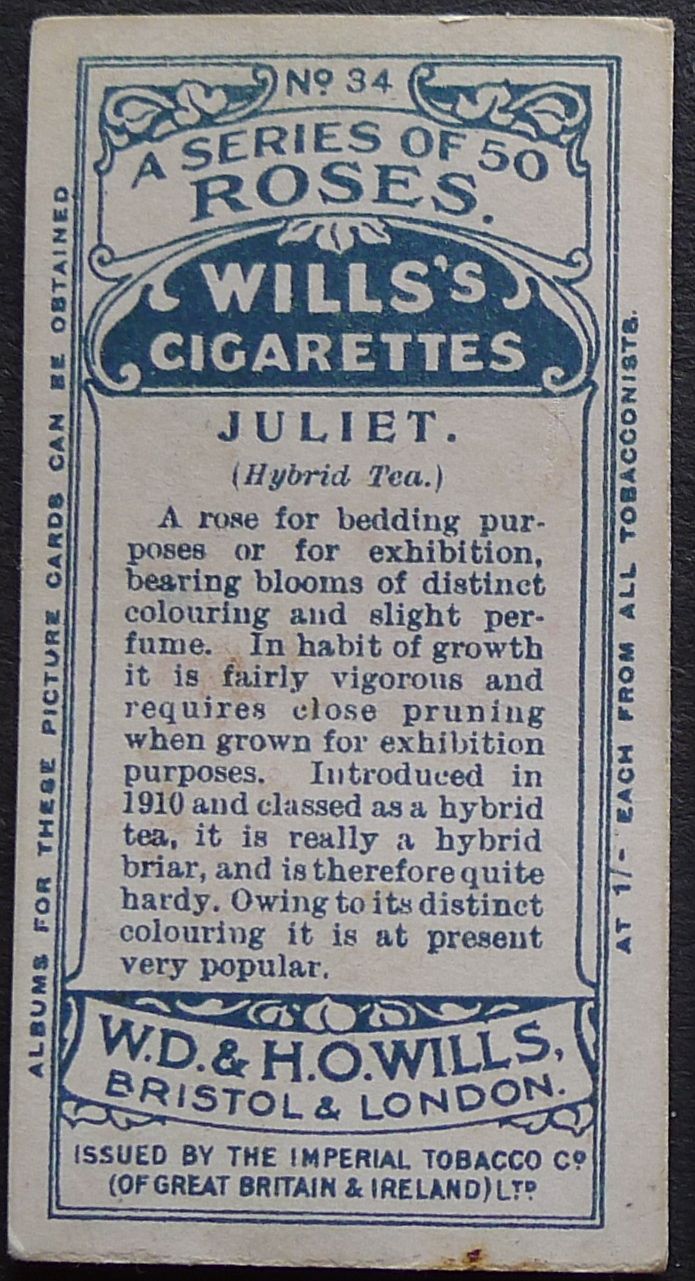 Nº 34
A SERIES OF 50
ROSES.
WILLS'S
CIGARETTES
JULIET.
(Hybrid Tea.)
A rose for bedding pur-
poses or for exhibition,
bearing blooms of distinct
colouring and slight per-
fume. In habit of growth
it is fairly vigorous and
requires close pruning
when grown for exhibition
purposes. Introduced in
1910 and classed as a hybrid
tea, it is really a hybrid
briar, and is therefore quite
hardy. Owing to its distinct
colouring it is at present
very popular.
W.D. & H.O. WILLS,
BRISTOL & LONDON.
ISSUED BY THE IMPERIAL TOBACCO Cº
(OF GREAT BRITAIN & IRELAND) LTD
ALBUMS FOR THESE PICTURE CARDS CAN BE OBTAINED
AT 1/- EACH FROM ALL TOBACCONISTS.